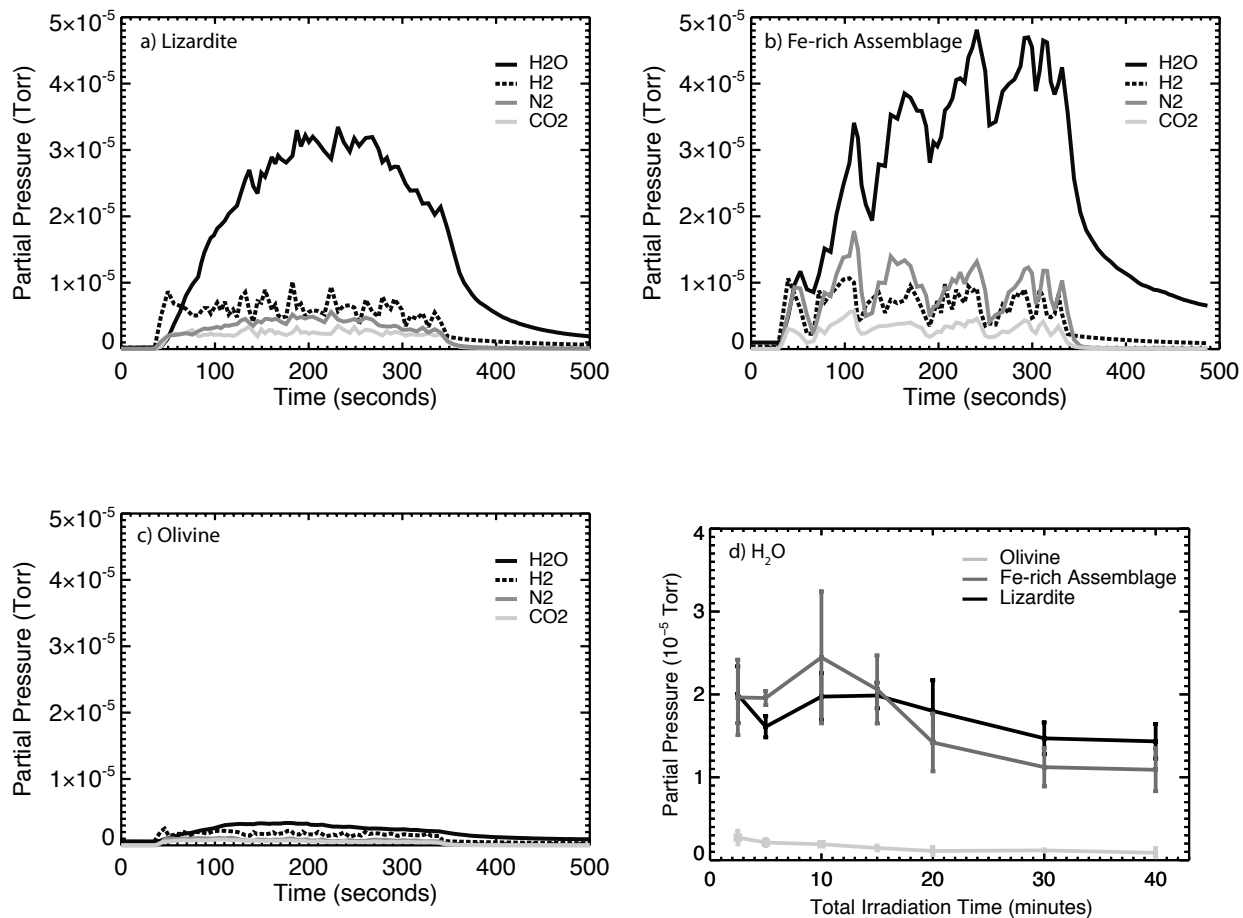 a) Lizardite
H2O
H2
N2
CO2
5×10⁻⁵
4×10⁻⁵
3×10⁻⁵
2×10⁻⁵
1×10⁻⁵
0
Partial Pressure (Torr)
0 100 200 300 400 500
Time (seconds)
b) Fe-rich Assemblage
H2O
H2
N2
CO2
5×10⁻⁵
4×10⁻⁵
3×10⁻⁵
2×10⁻⁵
1×10⁻⁵
0
Partial Pressure (Torr)
0 100 200 300 400 500
Time (seconds)
c) Olivine
H2O
H2
N2
CO2
5×10⁻⁵
4×10⁻⁵
3×10⁻⁵
2×10⁻⁵
1×10⁻⁵
0
Partial Pressure (Torr)
0 100 200 300 400 500
Time (seconds)
d) H₂O
Olivine
Fe-rich Assemblage
Lizardite
4
3
2
1
0
Partial Pressure (10⁻⁵ Torr)
0 10 20 30 40
Total Irradiation Time (minutes)